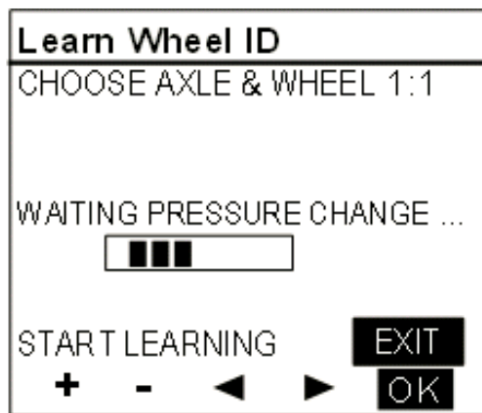 Learn Wheel ID
CHOOSE AXLE & WHEEL 1:1
WAITING PRESSURE CHANGE ...
START LEARNING EXIT
+ - ◀ ▶ OK